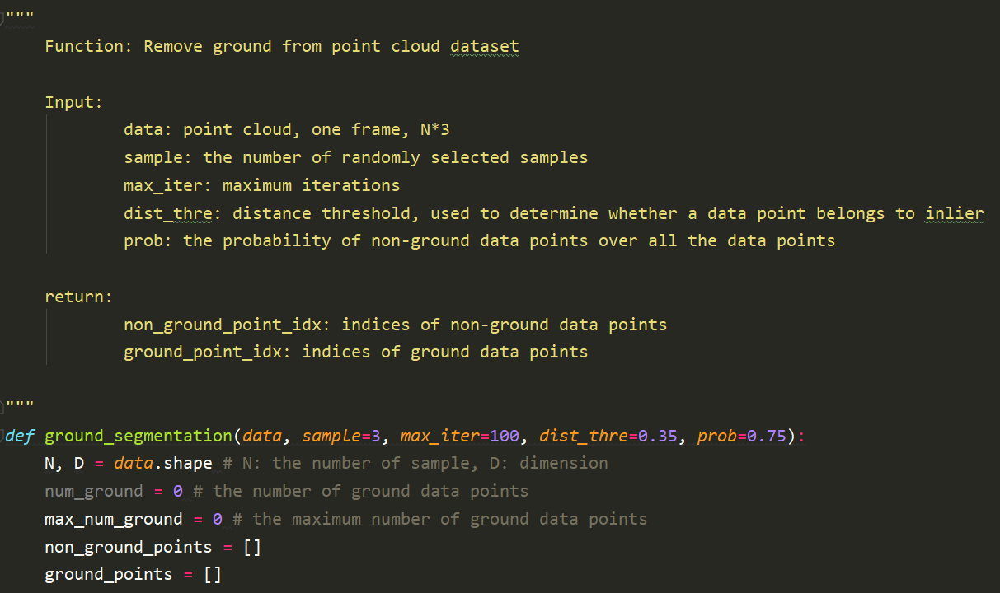 """
Function: Remove ground from point cloud dataset
Input:
data: point cloud, one frame, N*3
sample: the number of randomly selected samples
max_iter: maximum iterations
dist_thre: distance threshold, used to determine whether a data point belongs to inlier
prob: the probability of non-ground data points over all the data points
return:
non_ground_point_idx: indices of non-ground data points
ground_point_idx: indices of ground data points
"""
def ground_segmentation(data, sample=3, max_iter=100, dist_thre=0.35, prob=0.75):
N, D = data.shape # N: the number of sample, D: dimension
num_ground = 0 # the number of ground data points
max_num_ground = 0 # the maximum number of ground data points
non_ground_points = []
ground_points = []